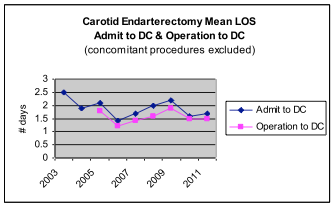 Carotid Endarterectomy Mean LOS
Admit to DC & Operation to DC
(concomitant procedures excluded)
3
2.5
2
1.5
1
0.5
0
# days
2003
2005
2007
2009
2011
Admit to DC
Operation to DC